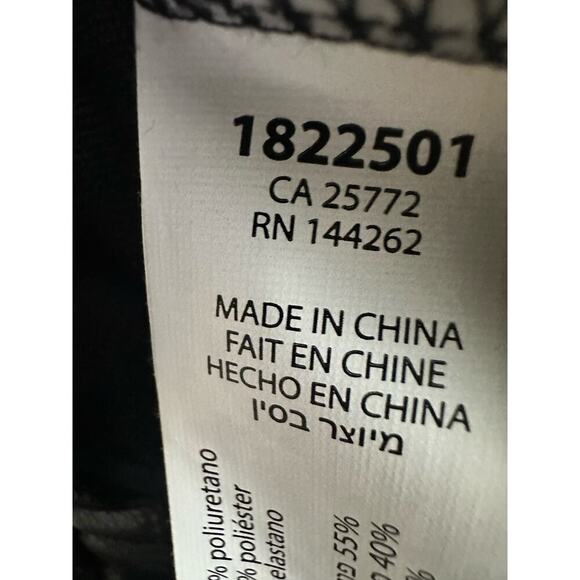 1822501
CA 25772
RN 144262
MADE IN CHINA
FAIT EN CHINE
HECHO EN CHINA
מיוצר בסין
% poliuretano
% poliéster
elastano
55%
40%
%